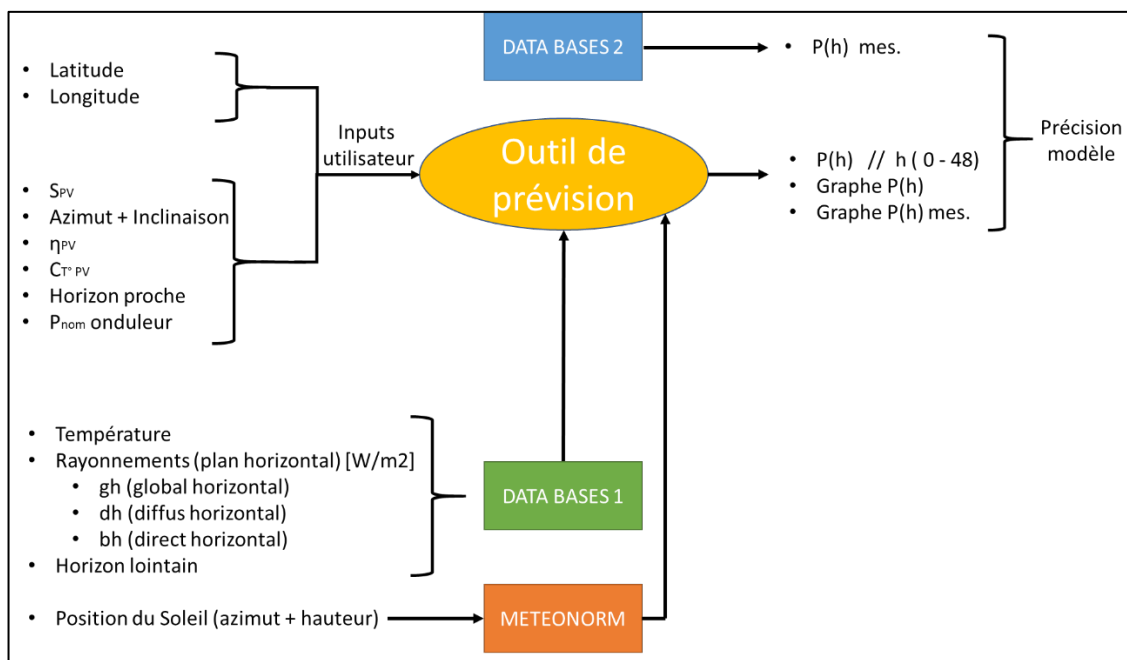 DATA BASES 2
• P(h) mes.
• Latitude
• Longitude
Inputs
utilisateur
Outil de
prévision
Précision
modèle
• P(h) // h ( 0 - 48)
• Graphe P(h)
• Graphe P(h) mes.
• SPV
• Azimut + Inclinaison
• ηPV
• CT° PV
• Horizon proche
• Pnom onduleur
• Température
• Rayonnements (plan horizontal) [W/m2]
• gh (global horizontal)
• dh (diffus horizontal)
• bh (direct horizontal)
• Horizon lointain
DATA BASES 1
• Position du Soleil (azimut + hauteur)
METEONORM